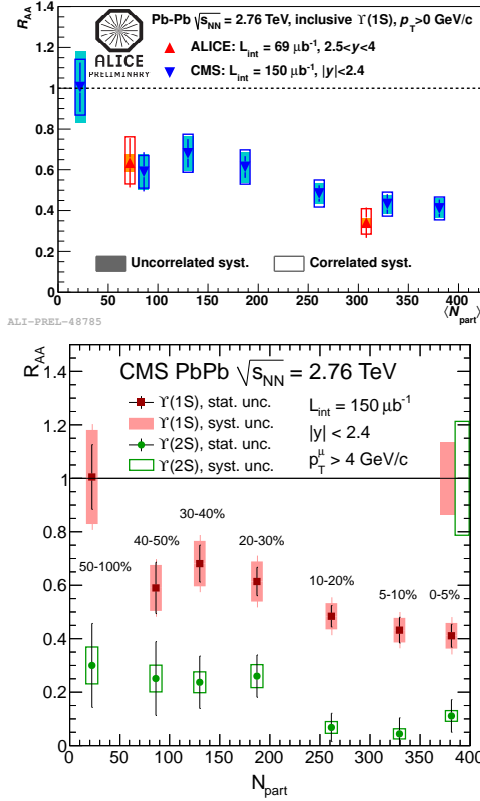 R_AA
Pb-Pb √s_NN = 2.76 TeV, inclusive ϒ(1S), p_T>0 GeV/c
ALICE
PRELIMINARY
ALICE: L_int = 69 μb⁻¹, 2.5<y<4
CMS: L_int = 150 μb⁻¹, |y|<2.4
1.4
1.2
1
0.8
0.6
0.4
0.2
0
Uncorrelated syst.
Correlated syst.
0 50 100 150 200 250 300 350 400
⟨N_part⟩
ALI-PREL-48785
R_AA
CMS PbPb √s_NN = 2.76 TeV
ϒ(1S), stat. unc.
ϒ(1S), syst. unc.
ϒ(2S), stat. unc.
ϒ(2S), syst. unc.
L_int = 150 μb⁻¹
|y| < 2.4
p_T^μ > 4 GeV/c
1.4
1.2
1
0.8
0.6
0.4
0.2
0
50-100%
40-50%
30-40%
20-30%
10-20%
5-10%
0-5%
0 50 100 150 200 250 300 350 400
N_part